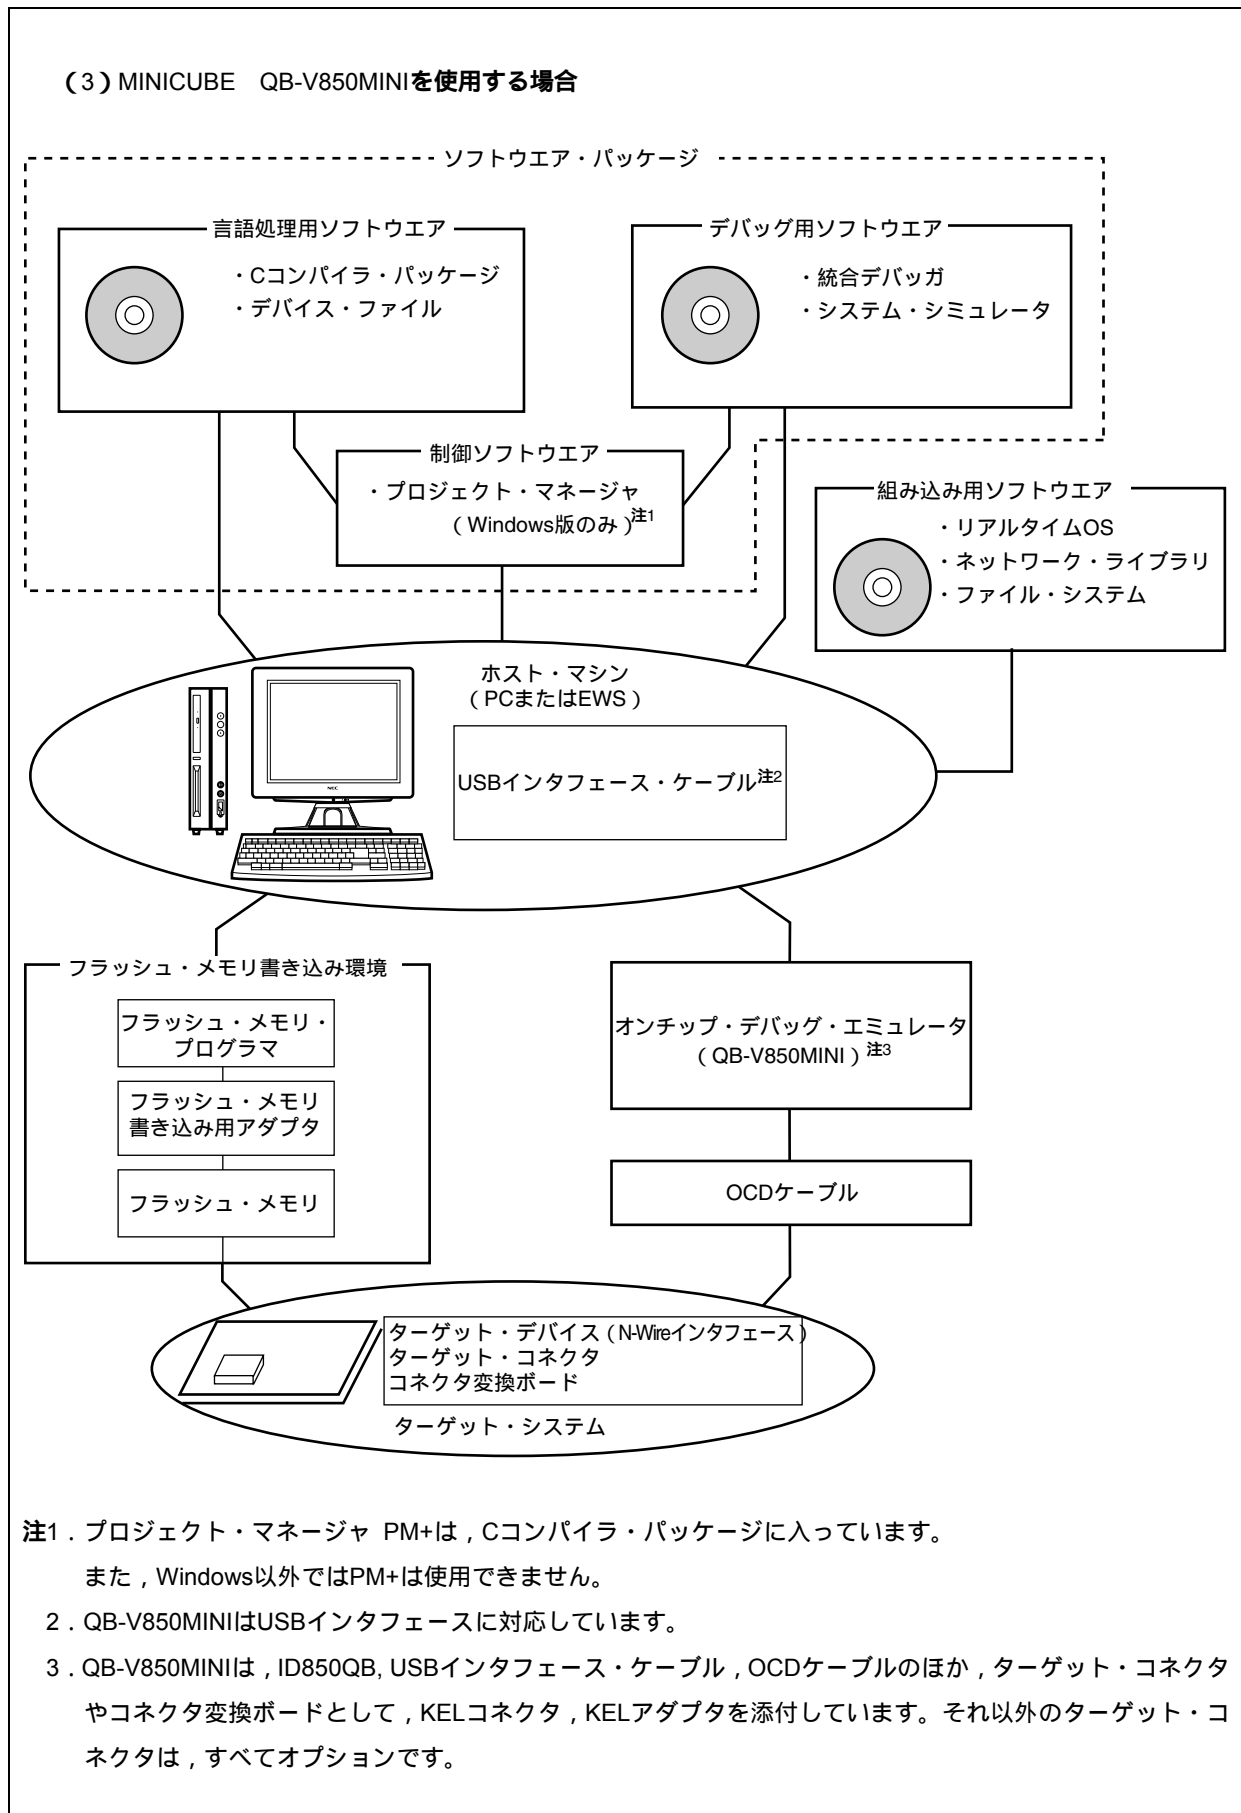 （3）MINICUBE　QB-V850MINIを使用する場合
ソフトウエア・パッケージ
言語処理用ソフトウエア
・Cコンパイラ・パッケージ
・デバイス・ファイル
デバッグ用ソフトウエア
・統合デバッガ
・システム・シミュレータ
制御ソフトウエア
・プロジェクト・マネージャ
（Windows版のみ）注1
組み込み用ソフトウエア
・リアルタイムOS
・ネットワーク・ライブラリ
・ファイル・システム
ホスト・マシン
（PCまたはEWS）
USBインタフェース・ケーブル注2
NEC
フラッシュ・メモリ書き込み環境
フラッシュ・メモリ・
プログラマ
フラッシュ・メモリ
書き込み用アダプタ
フラッシュ・メモリ
オンチップ・デバッグ・エミュレータ
（QB-V850MINI）注3
OCDケーブル
ターゲット・デバイス（N-Wireインタフェース）
ターゲット・コネクタ
コネクタ変換ボード
ターゲット・システム
注1．プロジェクト・マネージャ PM+は，Cコンパイラ・パッケージに入っています。
また，Windows以外ではPM+は使用できません。
2．QB-V850MINIはUSBインタフェースに対応しています。
3．QB-V850MINIは，ID850QB, USBインタフェース・ケーブル，OCDケーブルのほか，ターゲット・コネクタ
やコネクタ変換ボードとして，KELコネクタ，KELアダプタを添付しています。それ以外のターゲット・コ
ネクタは，すべてオプションです。